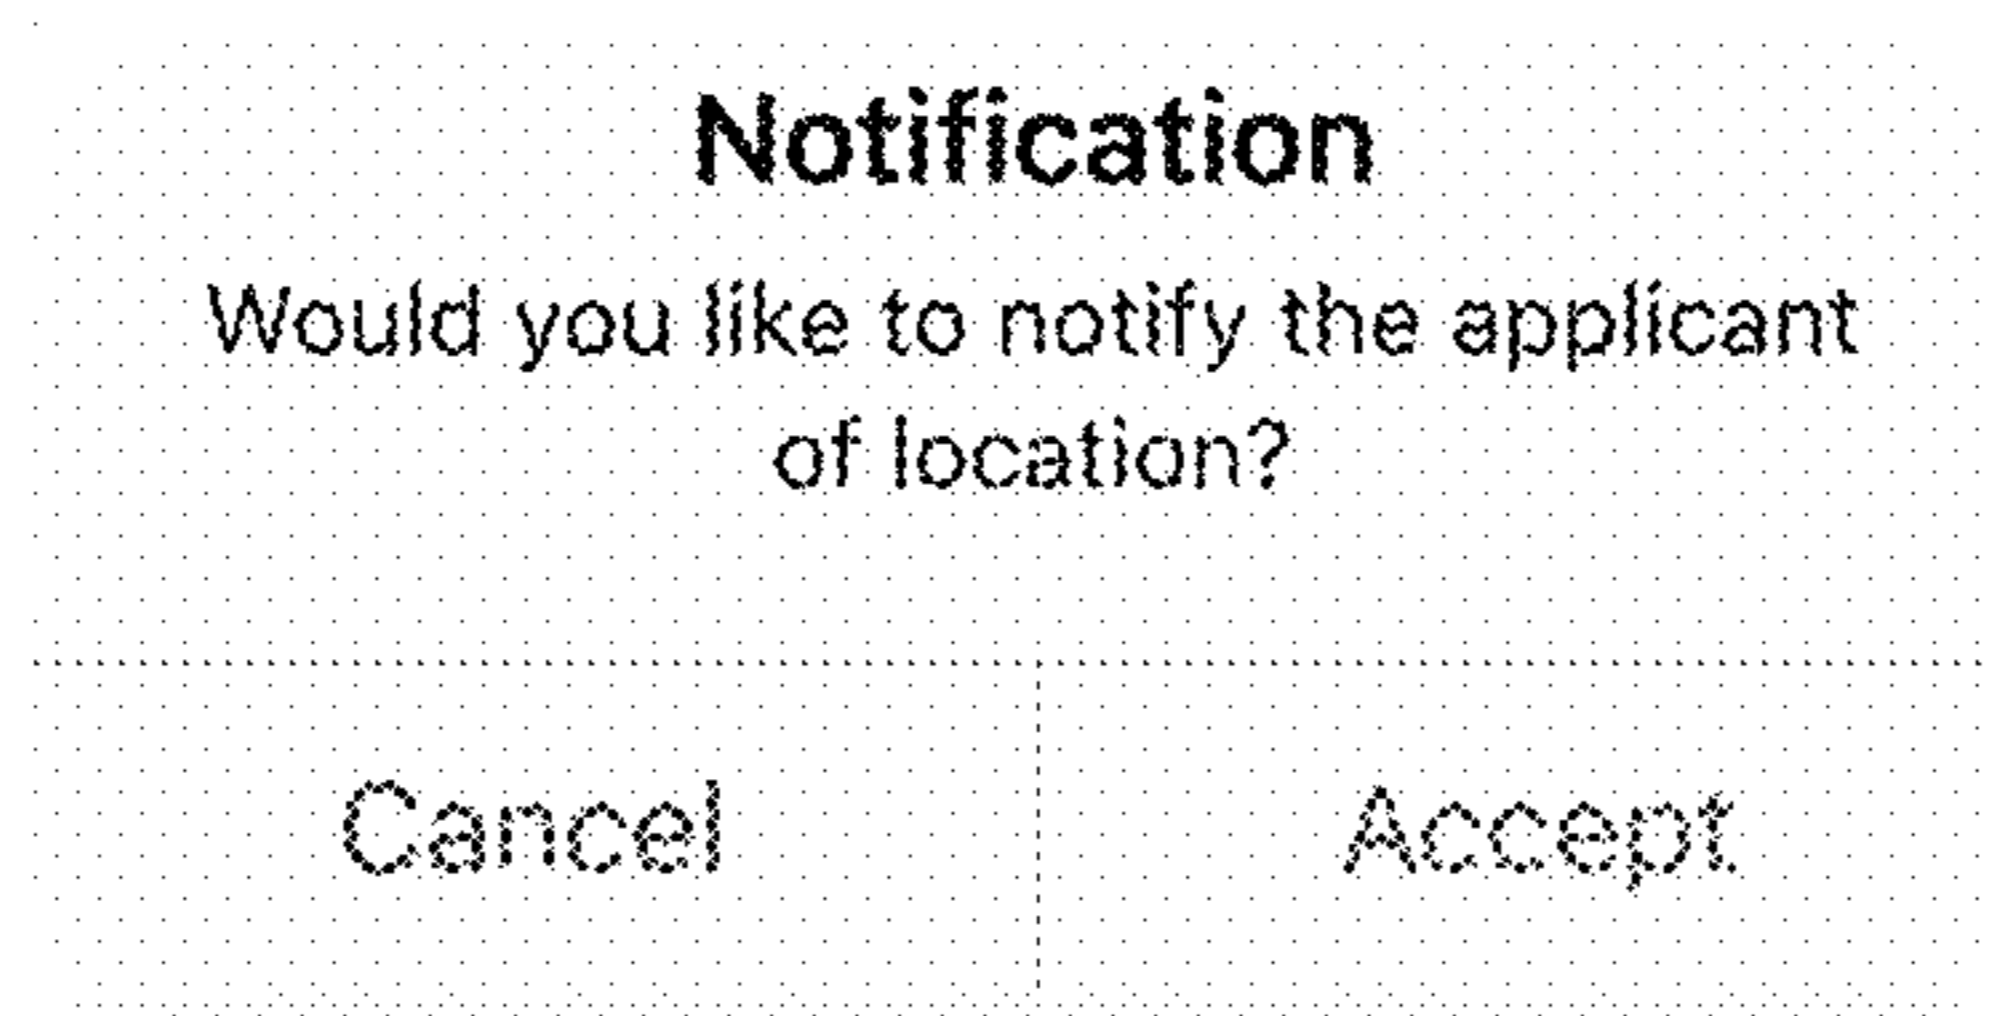 Notification
Would you like to notify the applicant
of location?
Cancel
Accept